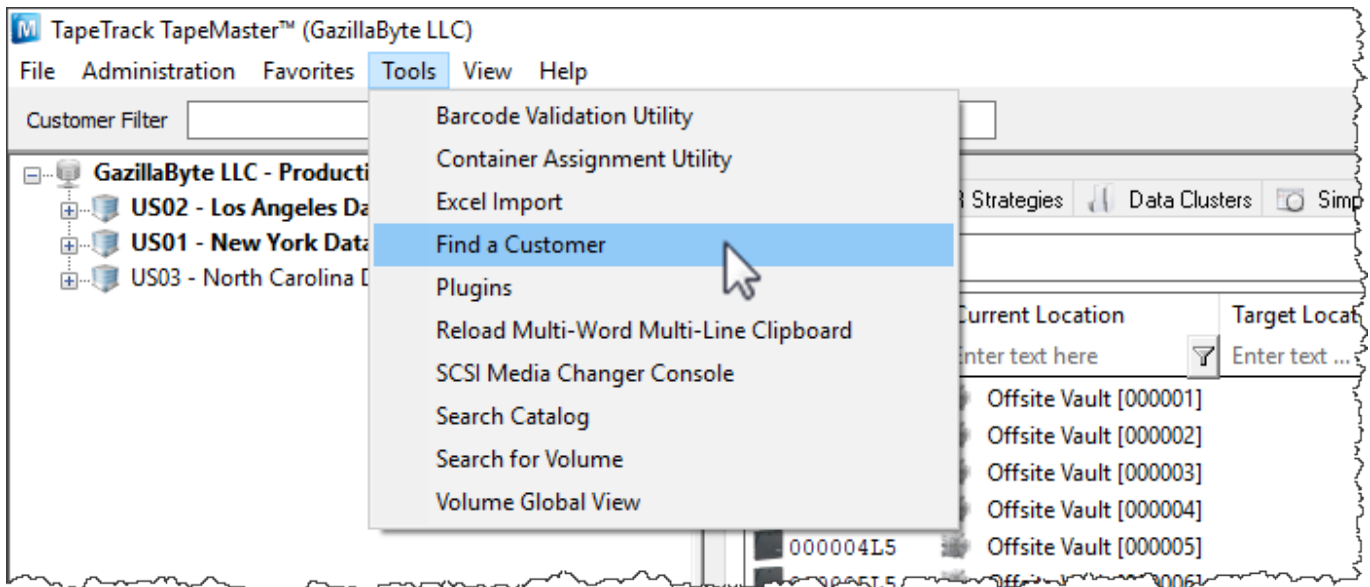 TapeTrack TapeMaster™ (GazillaByte LLC)
File Administration Favorites Tools View Help
Customer Filter
Barcode Validation Utility
Container Assignment Utility
Excel Import
Find a Customer
Plugins
Reload Multi-Word Multi-Line Clipboard
SCSI Media Changer Console
Search Catalog
Search for Volume
Volume Global View
GazillaByte LLC - Producti
US02 - Los Angeles Da
US01 - New York Data
US03 - North Carolina
Strategies Data Clusters Simp
Current Location Target Locat
Enter text here Enter text ...
Offsite Vault [000001]
Offsite Vault [000002]
Offsite Vault [000003]
Offsite Vault [000004]
000004L5 Offsite Vault [000005]